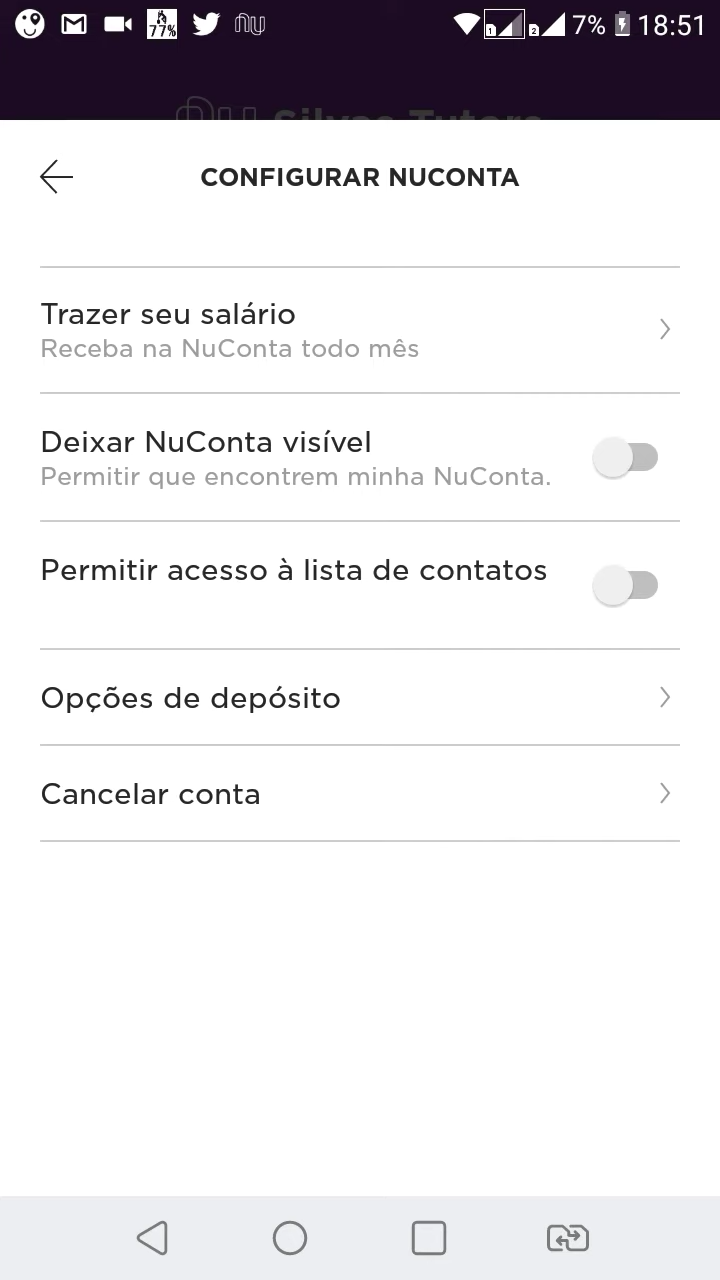 77%
7% 18:51
CONFIGURAR NUCONTA
Trazer seu salário
Receba na NuConta todo mês
Deixar NuConta visível
Permitir que encontrem minha NuConta.
Permitir acesso à lista de contatos
Opções de depósito
Cancelar conta